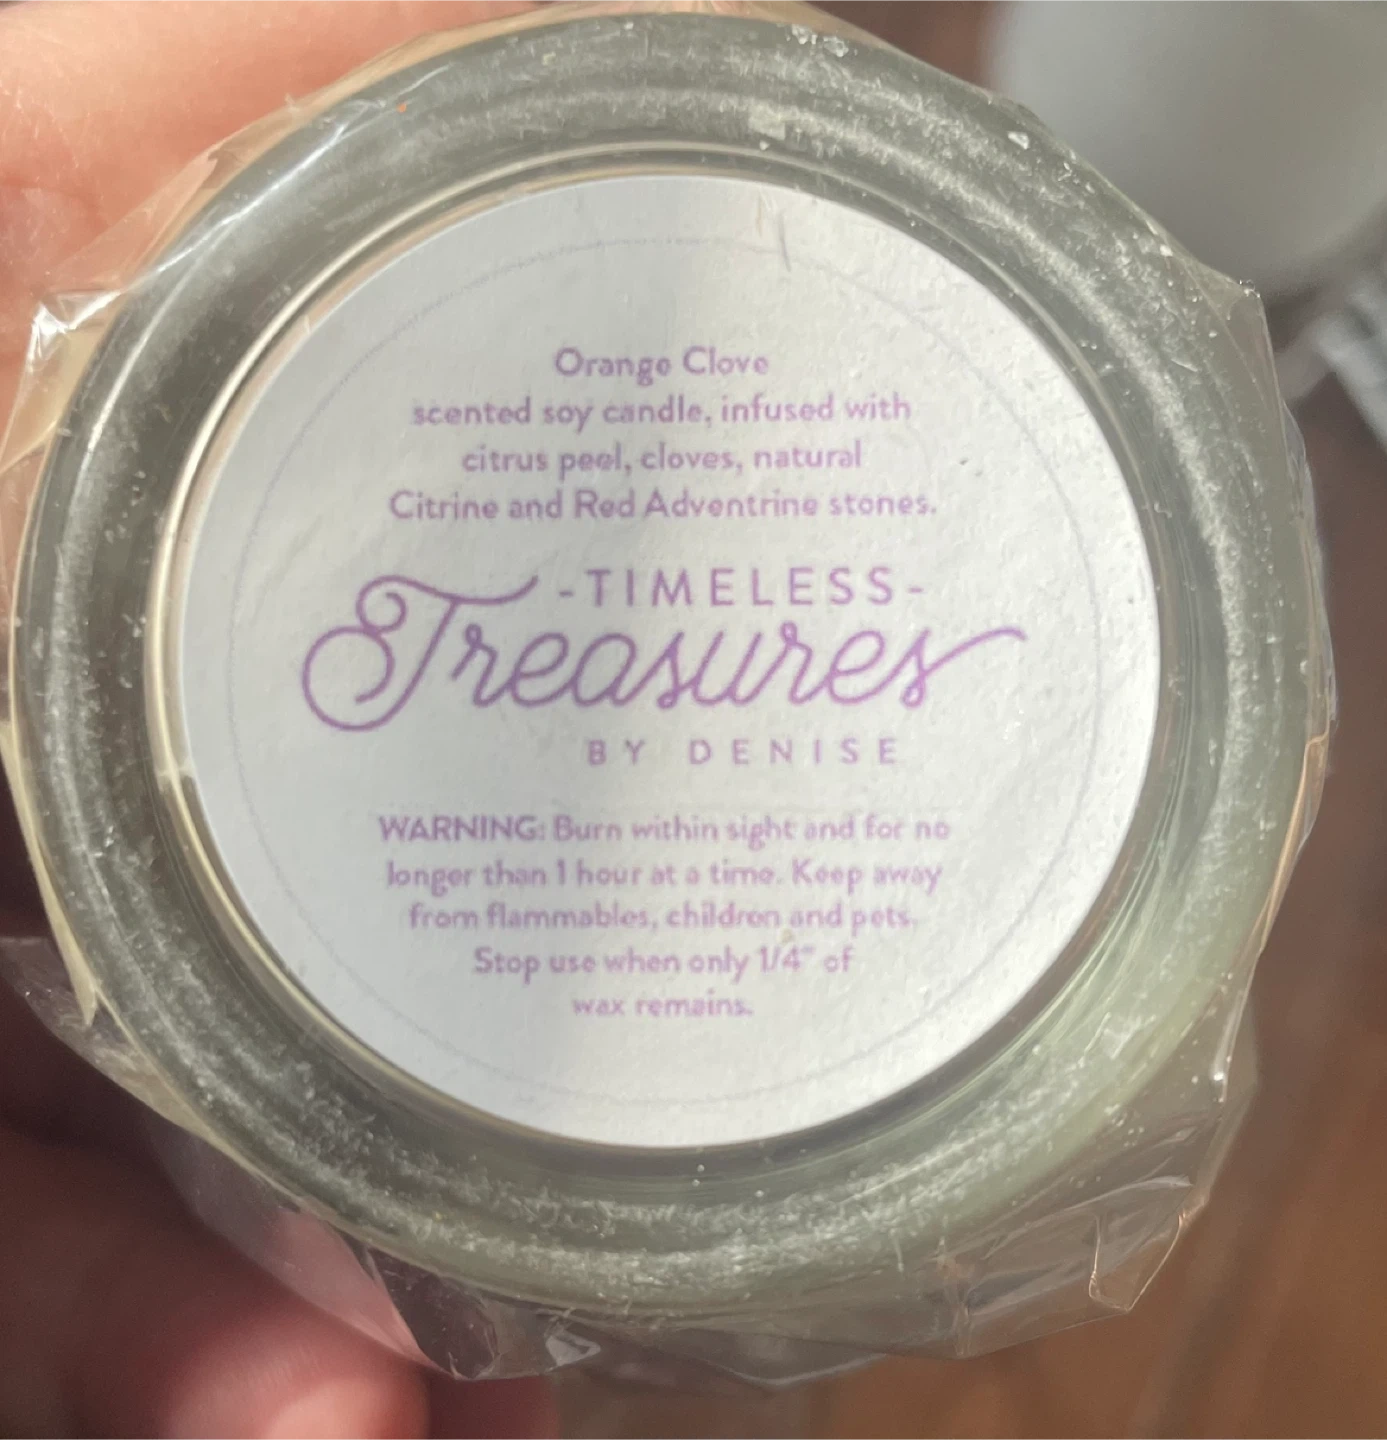 Orange Clove
scented soy candle, infused with
citrus peel, cloves, natural
Citrine and Red Adventrine stones.
-TIMELESS-
Treasures
BY DENISE
WARNING: Burn within sight and for no
longer than 1 hour at a time. Keep away
from flammables, children and pets.
Stop use when only 1/4" of
wax remains.